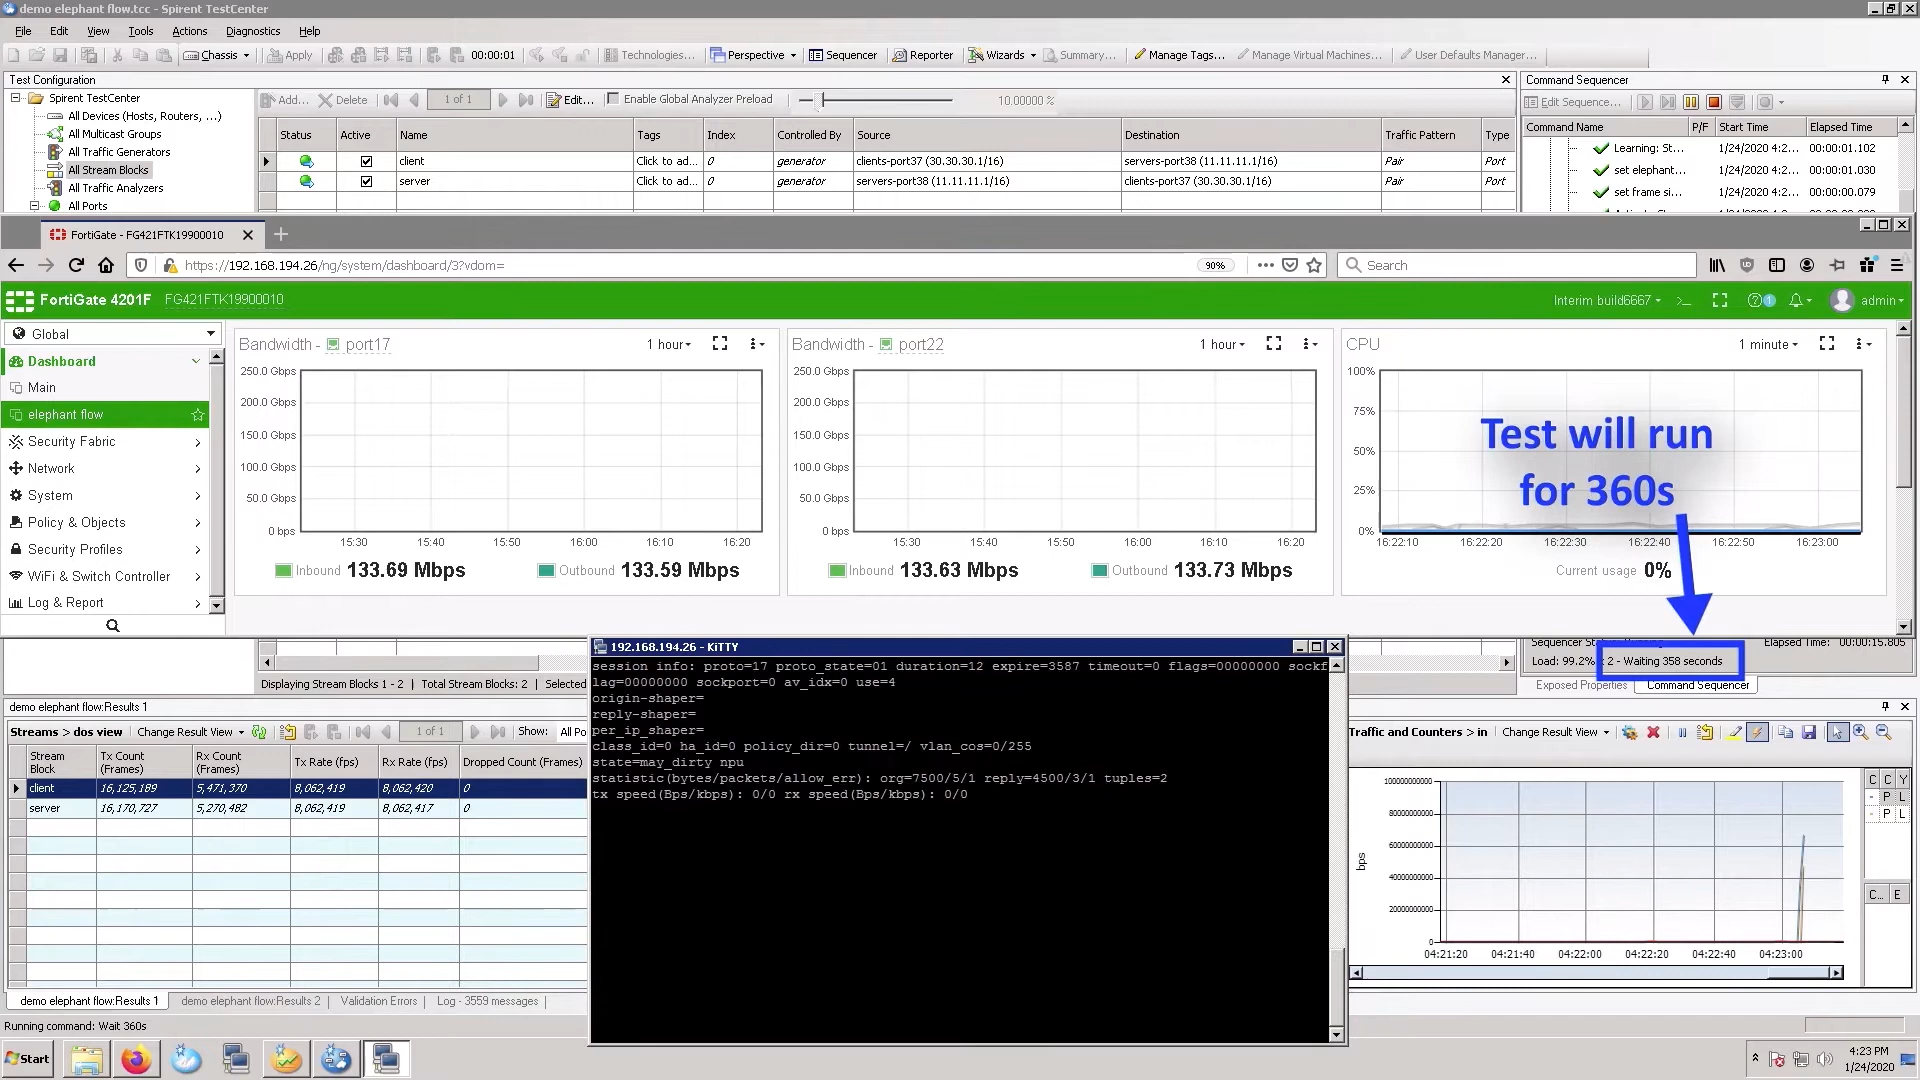 demo elephant flow.tcc - Spirent TestCenter
File Edit View Tools Actions Diagnostics Help
Chassis Apply 00:00:01 Technologies... Perspective Sequencer Reporter Wizards Summary... Manage Tags... Manage Virtual Machines... User Defaults Manager...
Test Configuration
Spirent TestCenter
All Devices (Hosts, Routers, ...)
All Multicast Groups
All Traffic Generators
All Stream Blocks
All Traffic Analyzers
All Ports
Add... Delete 1 of 1 Edit... Enable Global Analyzer Preload 10.00000 %
Status Active Name Tags Index Controlled By Source Destination Traffic Pattern Type
client Click to ad... 0 generator clients-port37 (30.30.30.1/16) servers-port38 (11.11.11.1/16) Pair Port
server Click to ad... 0 generator servers-port38 (11.11.11.1/16) clients-port37 (30.30.30.1/16) Pair Port
Command Sequencer
Edit Sequence...
Command Name P/F Start Time Elapsed Time
Learning: St... 1/24/2020 4:2... 00:00:01.102
set elephant... 1/24/2020 4:2... 00:00:01.030
set frame si... 1/24/2020 4:2... 00:00:00.079
FortiGate - FG421FTK19900010
https://192.168.194.26/ng/system/dashboard/3?vdom=
90%
Search
FortiGate 4201F FG421FTK19900010
Interim build6667 >_ 1 admin
Global
Dashboard
Main
elephant flow
Security Fabric
Network
System
Policy & Objects
Security Profiles
WiFi & Switch Controller
Log & Report
Bandwidth - port17 1 hour
250.0 Gbps
200.0 Gbps
150.0 Gbps
100.0 Gbps
50.0 Gbps
0 bps
15:30 15:40 15:50 16:00 16:10 16:20
Inbound 133.69 Mbps Outbound 133.59 Mbps
Bandwidth - port22 1 hour
250.0 Gbps
200.0 Gbps
150.0 Gbps
100.0 Gbps
50.0 Gbps
0 bps
15:30 15:40 15:50 16:00 16:10 16:20
Inbound 133.63 Mbps Outbound 133.73 Mbps
CPU 1 minute
100%
75%
50%
25%
0%
16:22:10 16:22:20 16:22:30 16:22:40 16:22:50 16:23:00
Current usage 0%
Test will run
for 360s
Sequencer Elapsed Time: 00:00:15.805
Load: 99.2% 2 - Waiting 358 seconds
Exposed Properties Command Sequencer
Displaying Stream Blocks 1 - 2 | Total Stream Blocks: 2 | Selected
192.168.194.26 - KiTTY
session info: proto=17 proto_state=01 duration=12 expire=3587 timeout=0 flags=00000000 sockf
lag=00000000 sockport=0 av_idx=0 use=4
origin-shaper=
reply-shaper=
per_ip_shaper=
class_id=0 ha_id=0 policy_dir=0 tunnel=/ vlan_cos=0/255
state=may_dirty npu
statistic(bytes/packets/allow_err): org=7500/5/1 reply=4500/3/1 tuples=2
tx speed(Bps/kbps): 0/0 rx speed(Bps/kbps): 0/0
demo elephant flow:Results 1
Streams > dos view Change Result View 1 of 1 Show: All Po
Stream Block Tx Count (Frames) Rx Count (Frames) Tx Rate (fps) Rx Rate (fps) Dropped Count (Frames)
client 16,125,189 5,471,370 8,062,419 8,062,420 0
server 16,170,727 5,270,482 8,062,419 8,062,417 0
demo elephant flow:Results 1 demo elephant flow:Results 2 | Validation Errors | Log - 3559 messages |
Traffic and Counters > in Change Result View
100000000000
80000000000
60000000000
40000000000
20000000000
0
bps
04:21:20 04:21:40 04:22:00 04:22:20 04:22:40 04:23:00
C C Y
- P L
- P L
C... E
Running command: Wait 360s
Start
4:23 PM
1/24/2020